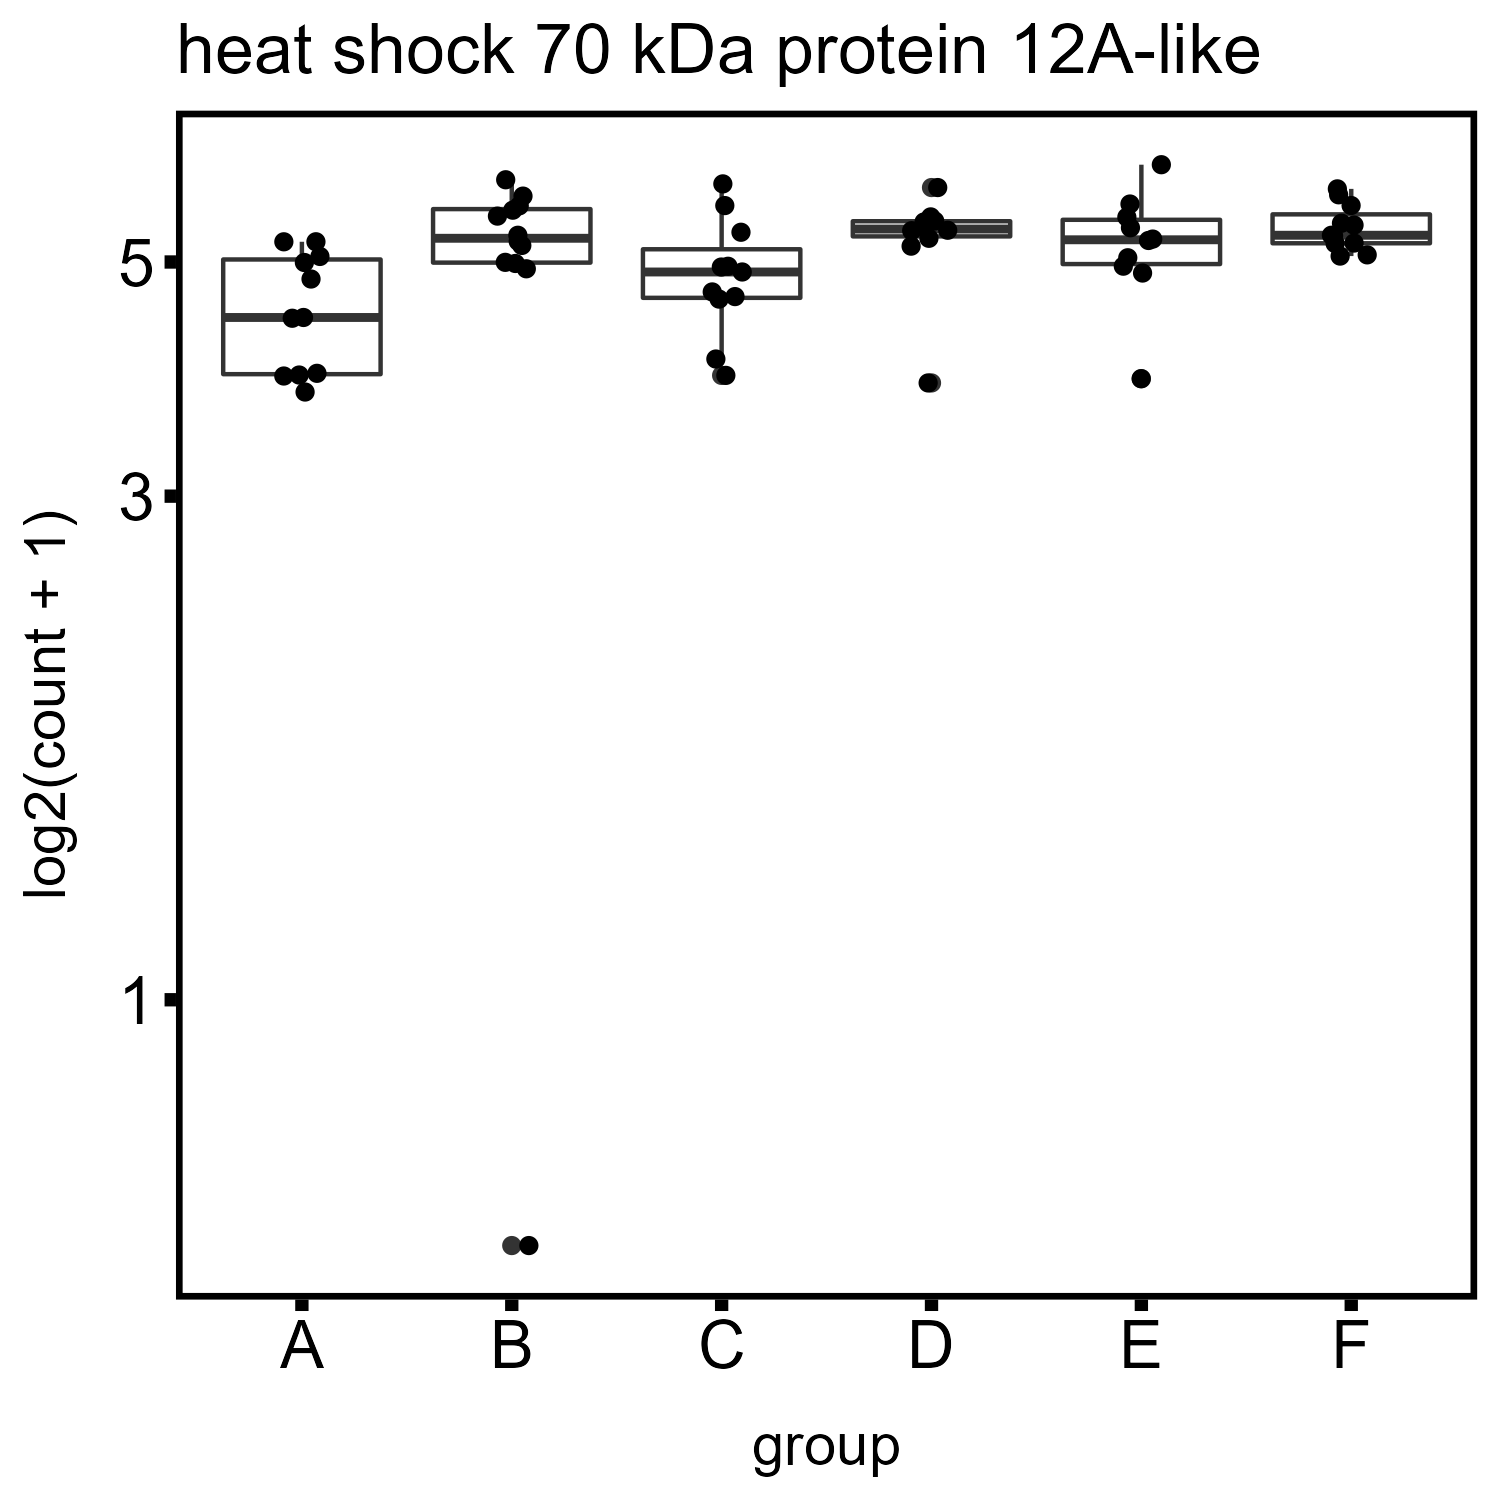 heat shock 70 kDa protein 12A-like
log2(count + 1)
5
3
1
A B C D E F
group